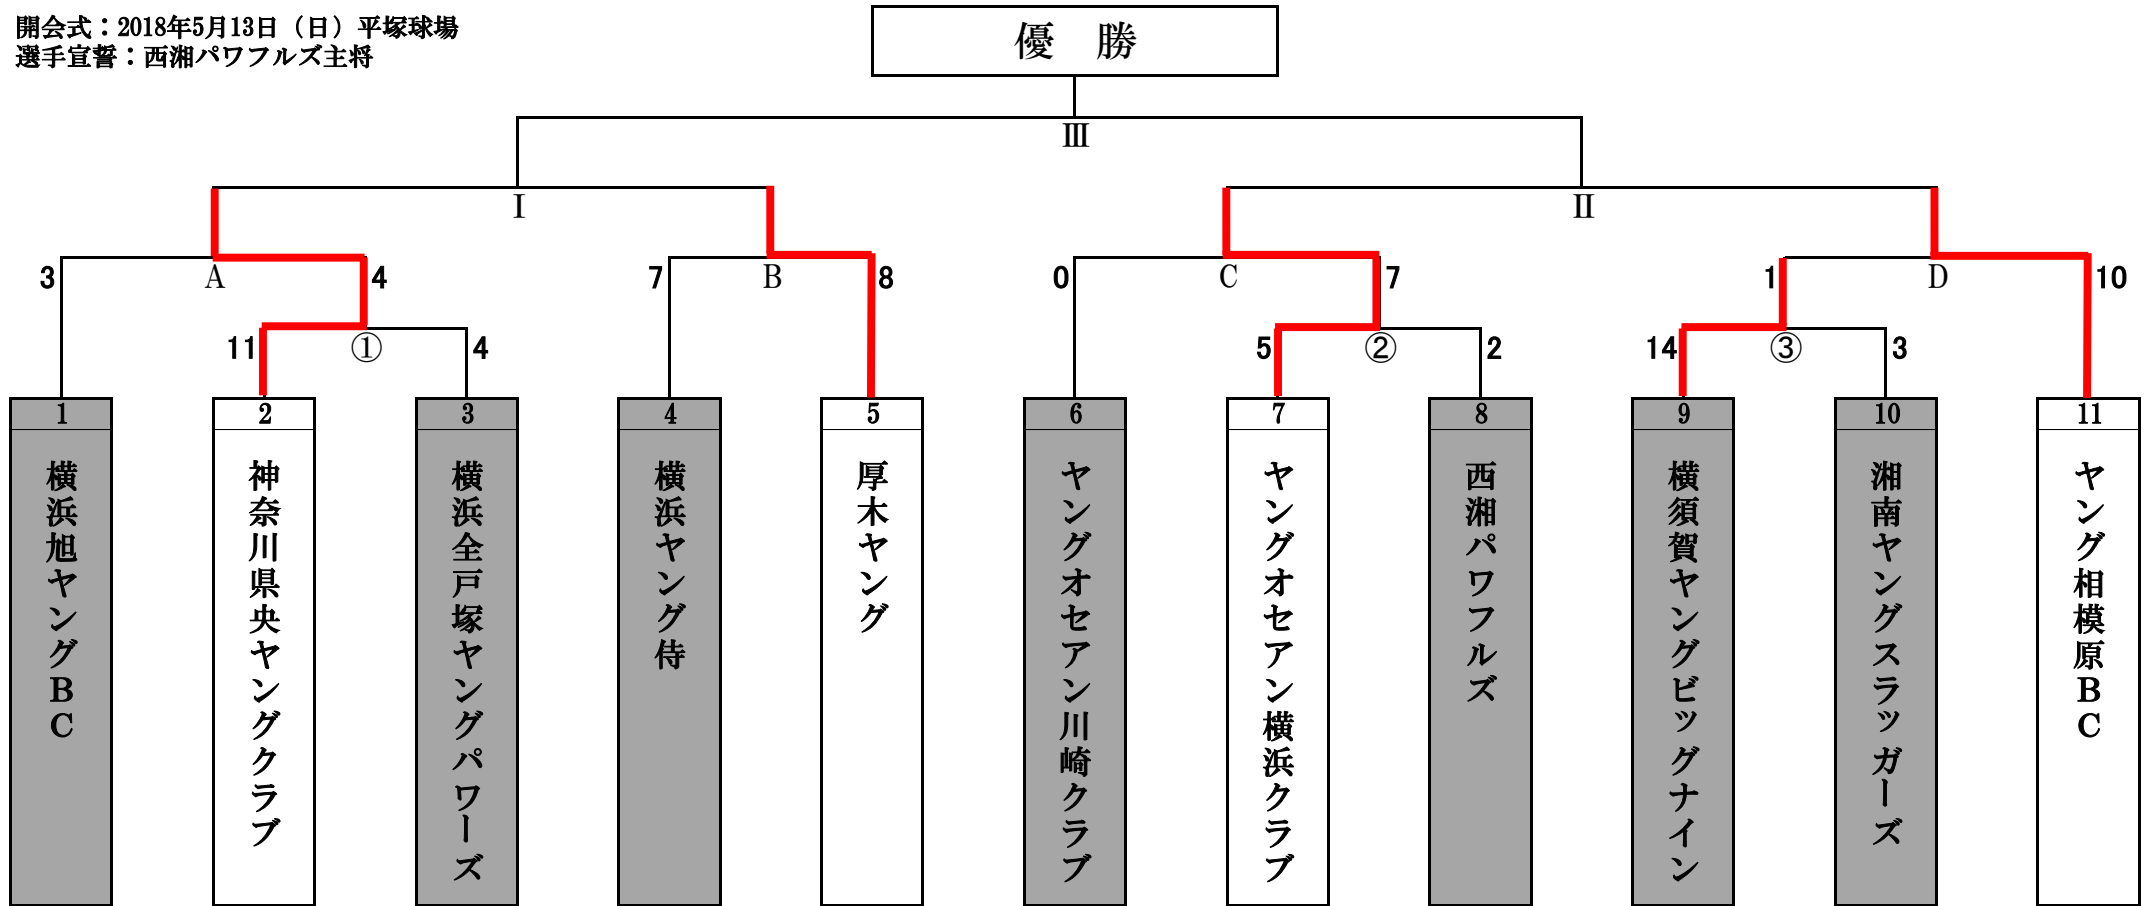 開会式：2018年5月13日（日）平塚球場
選手宣誓：西湘パワフルズ主将
優　勝
Ⅲ
Ⅰ
Ⅱ
3
A
4
7
B
8
0
C
7
1
D
10
11
①
4
5
②
2
14
③
3
1
横浜旭ヤングBC
2
神奈川県央ヤングクラブ
3
横浜全戸塚ヤングパワーズ
4
横浜ヤング侍
5
厚木ヤング
6
ヤングオセアン川崎クラブ
7
ヤングオセアン横浜クラブ
8
西湘パワフルズ
9
横須賀ヤングビッグナイン
10
湘南ヤングスラッガーズ
11
ヤング相模原BC